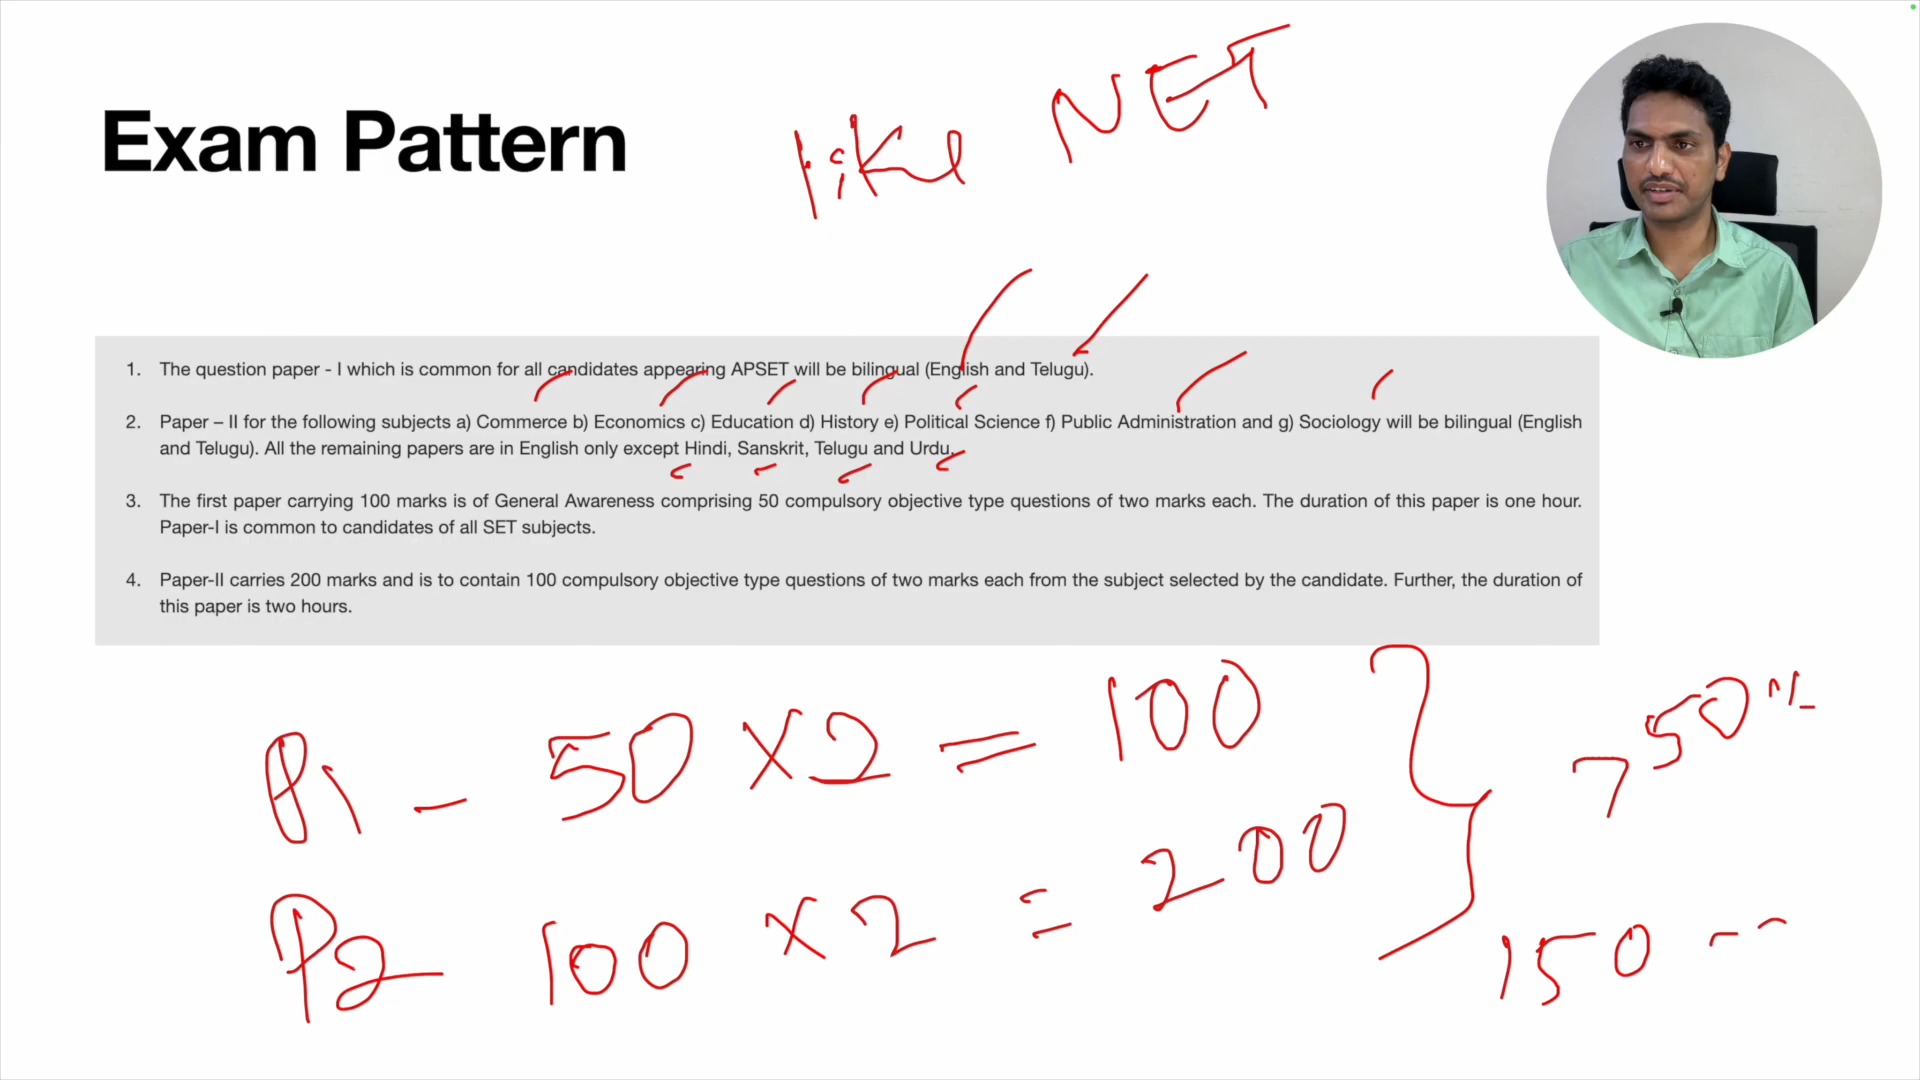 like NET
Exam Pattern
1. The question paper - I which is common for all candidates appearing APSET will be bilingual (English and Telugu).
2. Paper – II for the following subjects a) Commerce b) Economics c) Education d) History e) Political Science f) Public Administration and g) Sociology will be bilingual (English
and Telugu). All the remaining papers are in English only except Hindi, Sanskrit, Telugu and Urdu.
3. The first paper carrying 100 marks is of General Awareness comprising 50 compulsory objective type questions of two marks each. The duration of this paper is one hour.
Paper-I is common to candidates of all SET subjects.
4. Paper-II carries 200 marks and is to contain 100 compulsory objective type questions of two marks each from the subject selected by the candidate. Further, the duration of
this paper is two hours.
P1 - 50 x 2 = 100
50%
P2 100 x 2 = 200
150